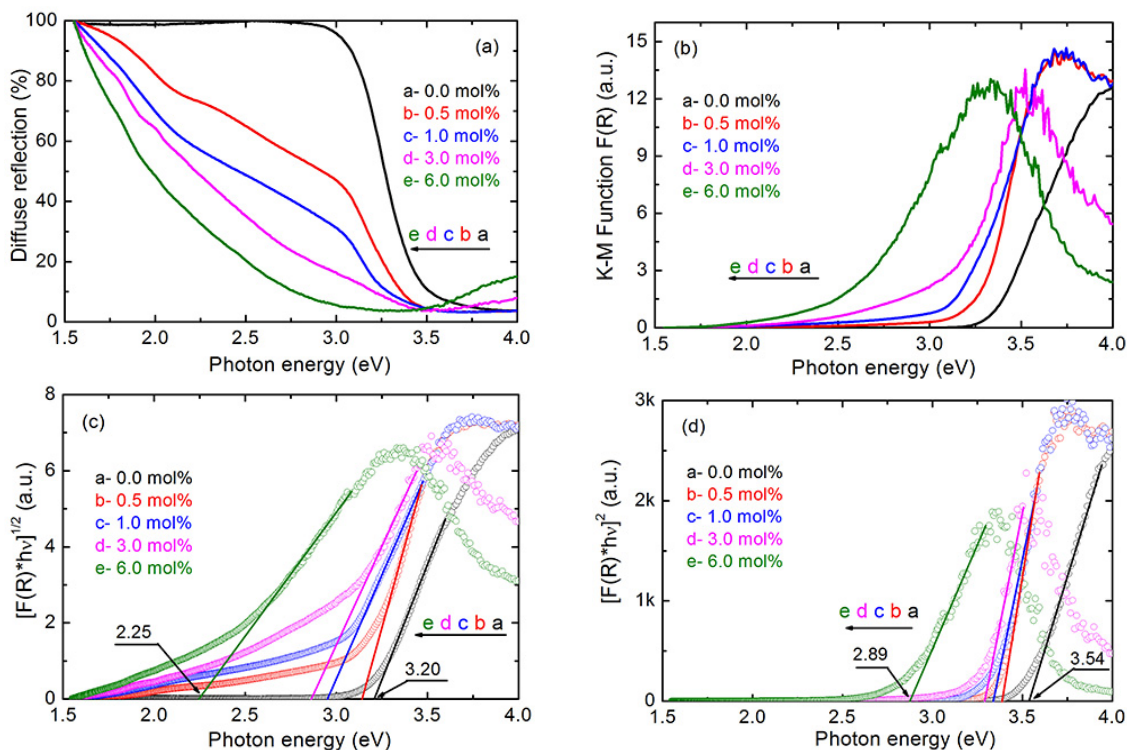 100
80
60
40
20
0
Diffuse reflection (%)
(a)
a- 0.0 mol%
b- 0.5 mol%
c- 1.0 mol%
d- 3.0 mol%
e- 6.0 mol%
e d c b a
1.5 2.0 2.5 3.0 3.5 4.0
Photon energy (eV)
15
12
9
6
3
0
K-M Function F(R) (a.u.)
(b)
a- 0.0 mol%
b- 0.5 mol%
c- 1.0 mol%
d- 3.0 mol%
e- 6.0 mol%
e d c b a
1.5 2.0 2.5 3.0 3.5 4.0
Photon energy (eV)
8
6
4
2
0
[F(R)*hν]^1/2 (a.u.)
(c)
a- 0.0 mol%
b- 0.5 mol%
c- 1.0 mol%
d- 3.0 mol%
e- 6.0 mol%
e d c b a
2.25
3.20
1.5 2.0 2.5 3.0 3.5 4.0
Photon energy (eV)
3k
2k
1k
0
[F(R)*hν]^2 (a.u.)
(d)
a- 0.0 mol%
b- 0.5 mol%
c- 1.0 mol%
d- 3.0 mol%
e- 6.0 mol%
e d c b a
2.89
3.54
1.5 2.0 2.5 3.0 3.5 4.0
Photon energy (eV)